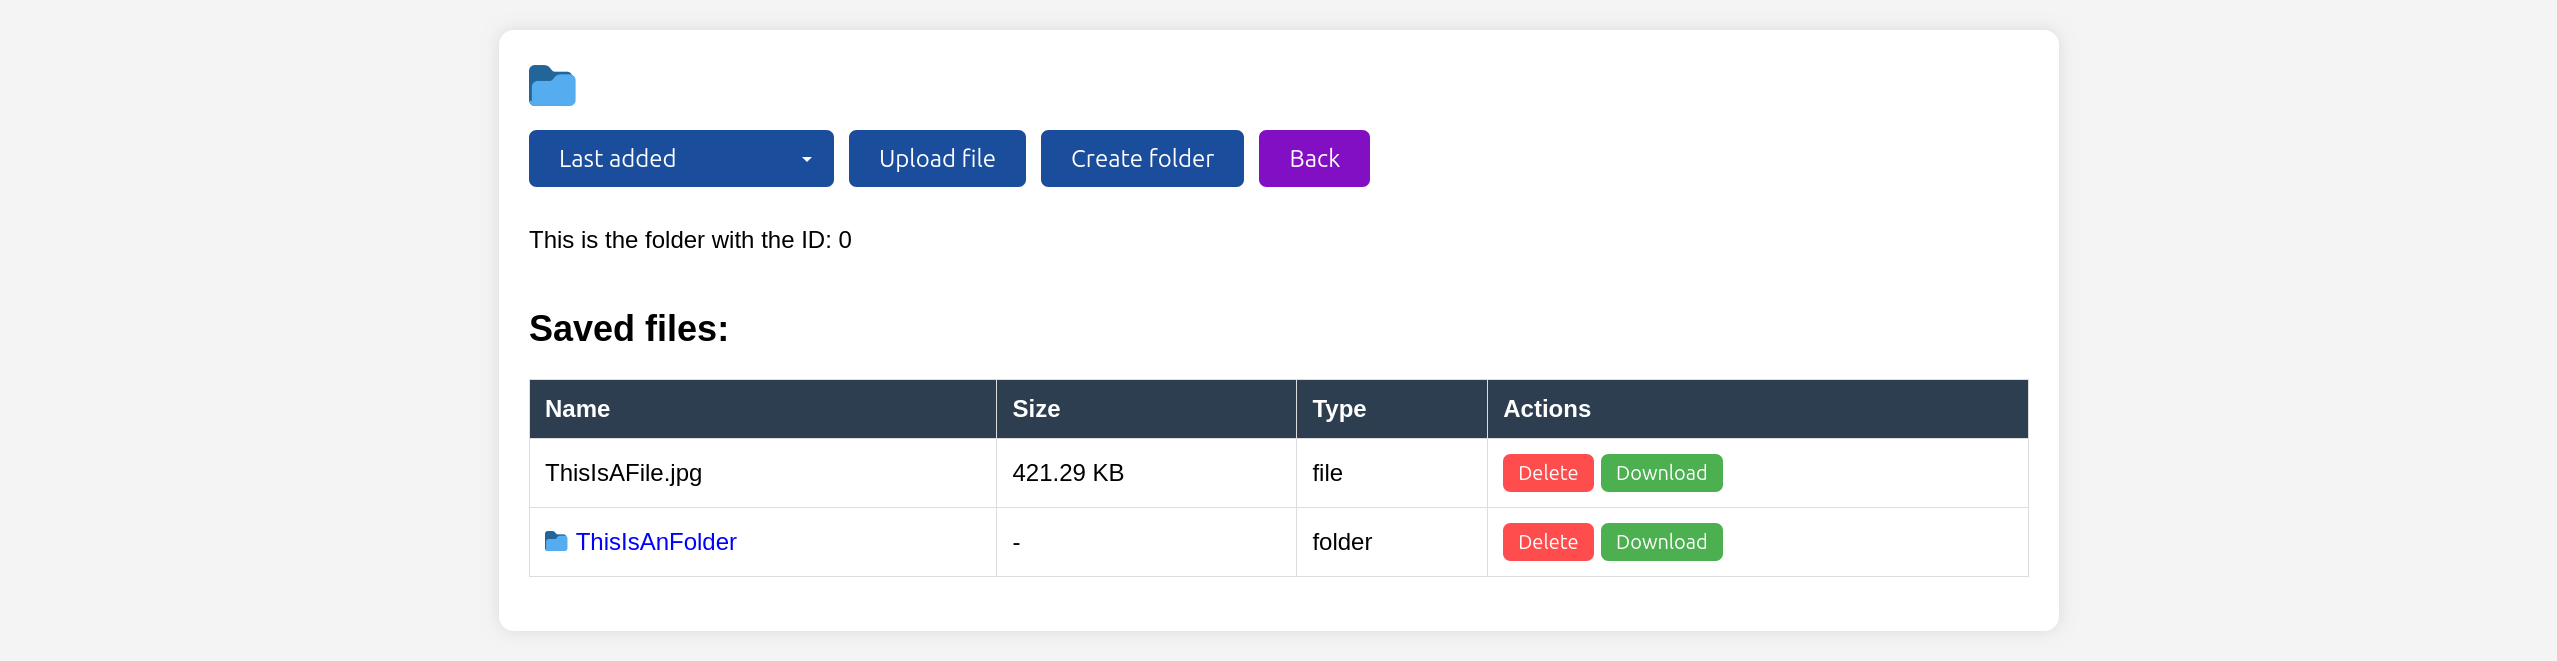 Last added Upload file Create folder Back
This is the folder with the ID: 0
Saved files:
Name Size Type Actions
ThisIsAFile.jpg 421.29 KB file Delete Download
ThisIsAnFolder - folder Delete Download